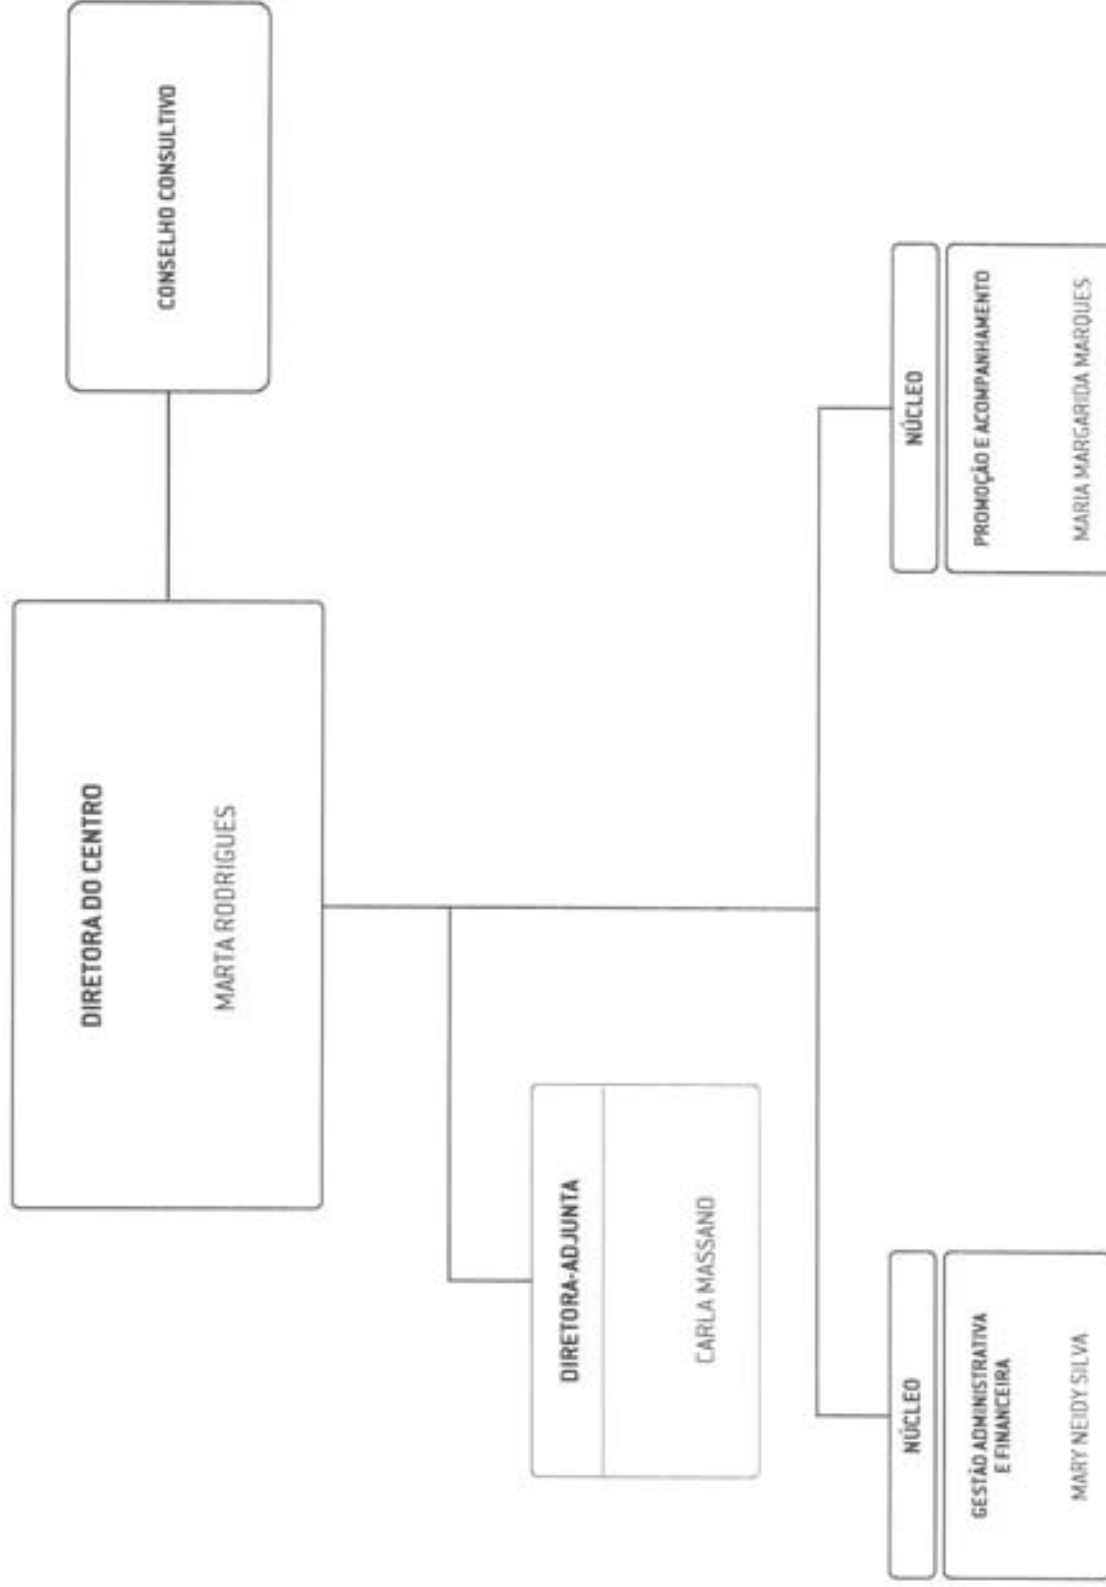 DIRETORA DO CENTRO
MARTA RODRIGUES
CONSELHO CONSULTIVO
DIRETORA-ADJUNTA
CARLA MASSANO
NÚCLEO
GESTÃO ADMINISTRATIVA
E FINANCEIRA
MARY NEIDY SILVA
NÚCLEO
PROMOÇÃO E ACOMPANHAMENTO
MARIA MARGARIDA MARQUES